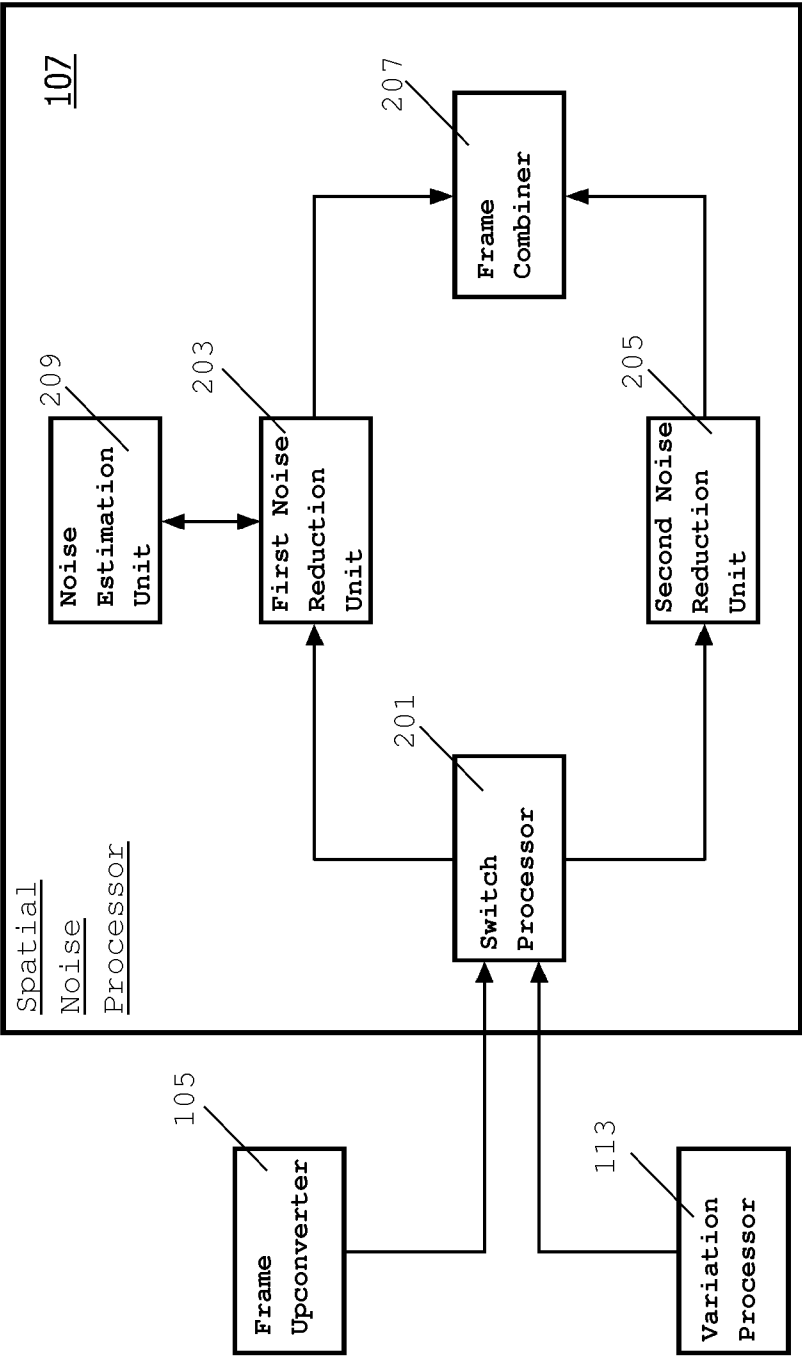 Spatial
Noise
Processor
107
Noise
Estimation
Unit
209
Frame
Upconverter
105
First Noise
Reduction
Unit
203
Switch
Processor
201
Frame
Combiner
207
Variation
Processor
113
Second Noise
Reduction
Unit
205